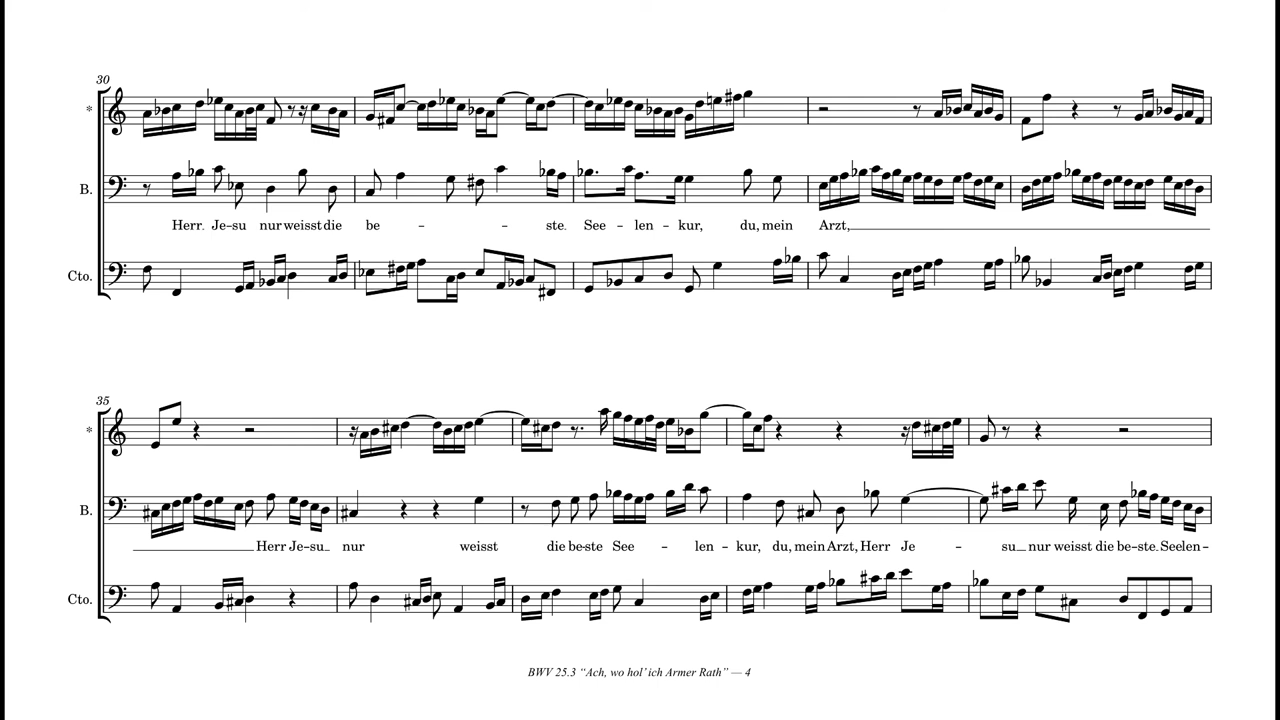 30
*
B.
Herr. Je–su nur weisst die be – – ste. See – len – kur, du, mein Arzt,
Cto.
35
*
B.
Herr Je–su nur weisst die be–ste See – len – kur, du, mein Arzt, Herr Je – su nur weisst die be–ste. Seelen–
Cto.
BWV 25.3 “Ach, wo hol’ ich Armer Rath” — 4